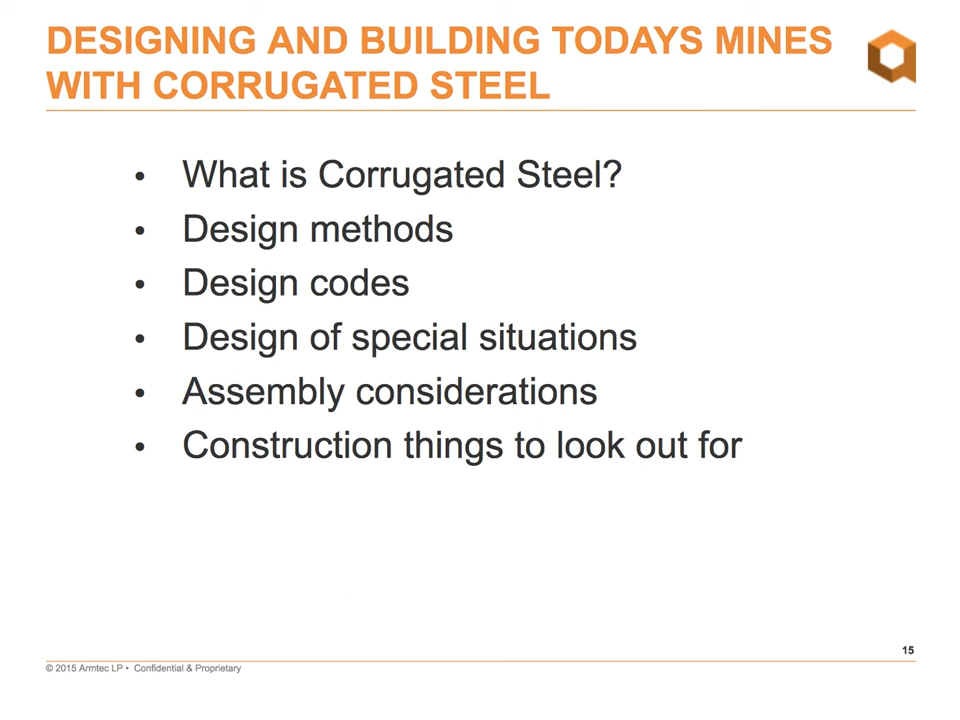 DESIGNING AND BUILDING TODAYS MINES
WITH CORRUGATED STEEL
• What is Corrugated Steel?
• Design methods
• Design codes
• Design of special situations
• Assembly considerations
• Construction things to look out for
15
© 2015 Armtec LP • Confidential & Proprietary